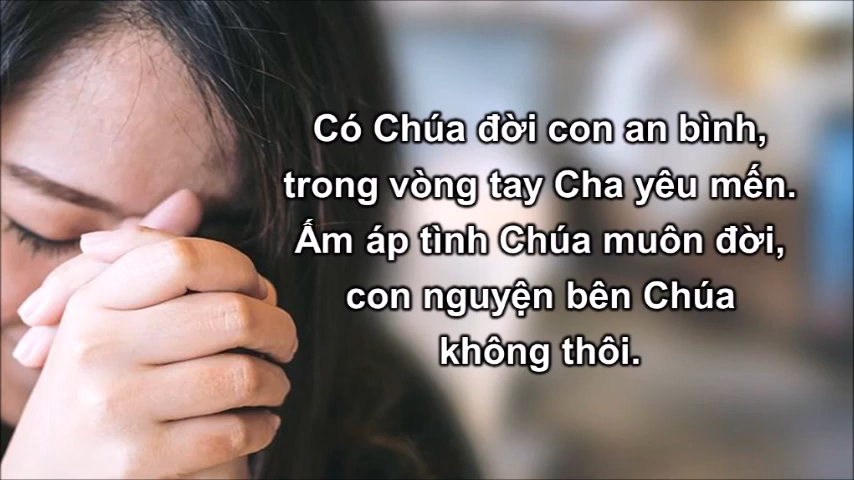 Có Chúa đời con an bình,
trong vòng tay Cha yêu mến.
Ấm áp tình Chúa muôn đời,
con nguyện bên Chúa
không thôi.